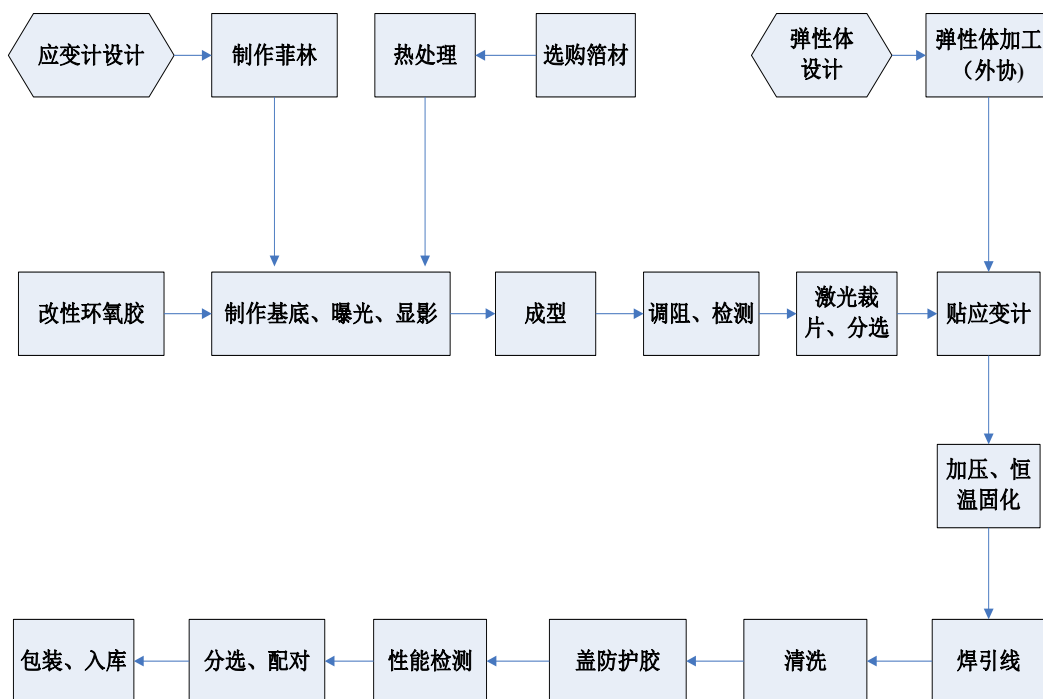 应变计设计
制作菲林
热处理
选购箔材
弹性体
设计
弹性体加工
（外协)
改性环氧胶
制作基底、曝光、显影
成型
调阻、检测
激光裁
片、分选
贴应变计
加压、恒
温固化
包装、入库
分选、配对
性能检测
盖防护胶
清洗
焊引线